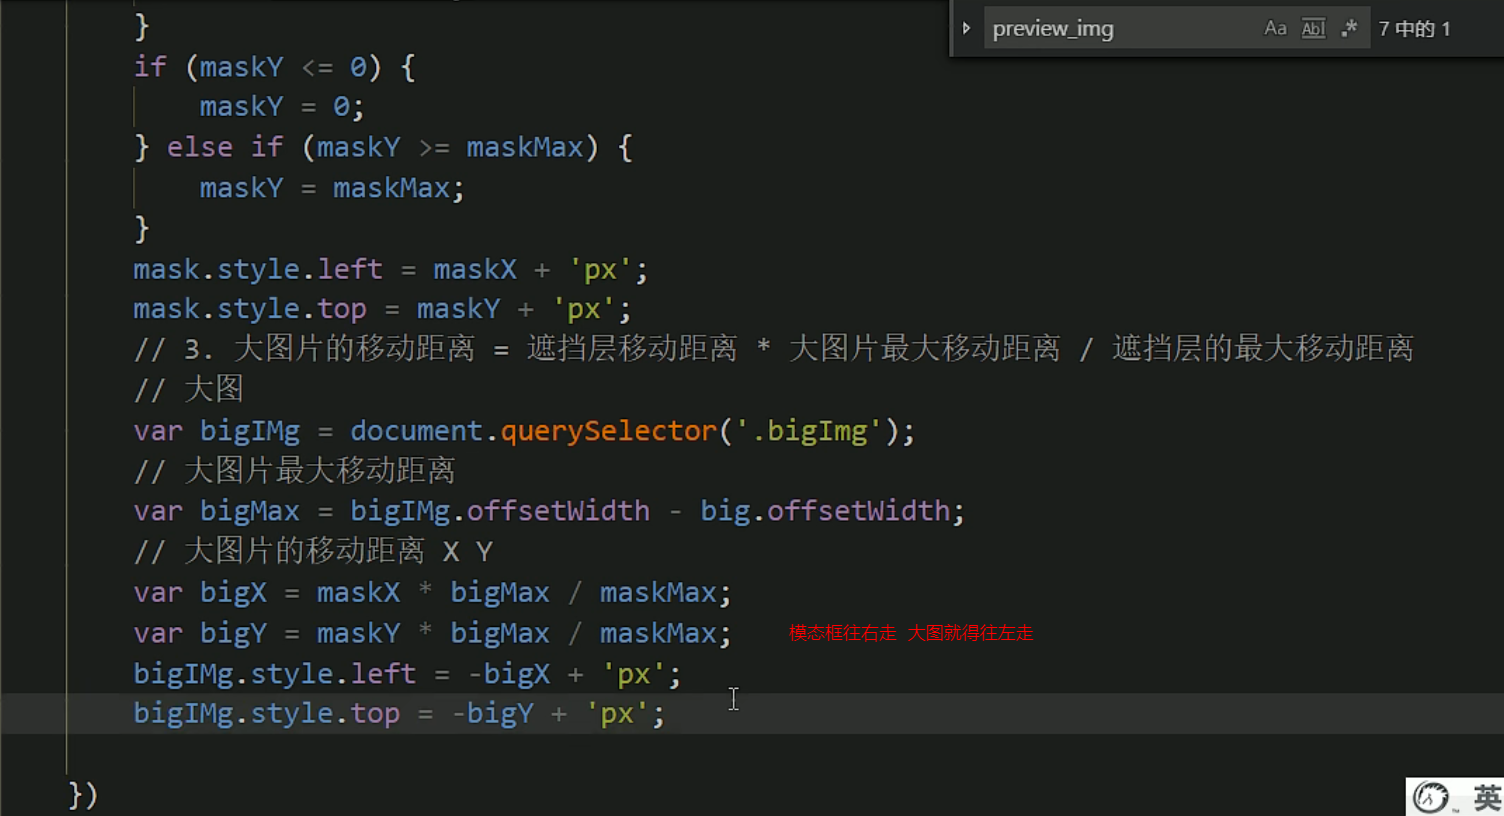 preview_img
Aa Abl .* 7 中的 1
}
if (maskY <= 0) {
maskY = 0;
} else if (maskY >= maskMax) {
maskY = maskMax;
}
mask.style.left = maskX + 'px';
mask.style.top = maskY + 'px';
// 3. 大图片的移动距离 = 遮挡层移动距离 * 大图片最大移动距离 / 遮挡层的最大移动距离
// 大图
var bigIMg = document.querySelector('.bigImg');
// 大图片最大移动距离
var bigMax = bigIMg.offsetWidth - big.offsetWidth;
// 大图片的移动距离 X Y
var bigX = maskX * bigMax / maskMax;
var bigY = maskY * bigMax / maskMax; 模态框往右走 大图就得往左走
bigIMg.style.left = -bigX + 'px';
bigIMg.style.top = -bigY + 'px';
})
英